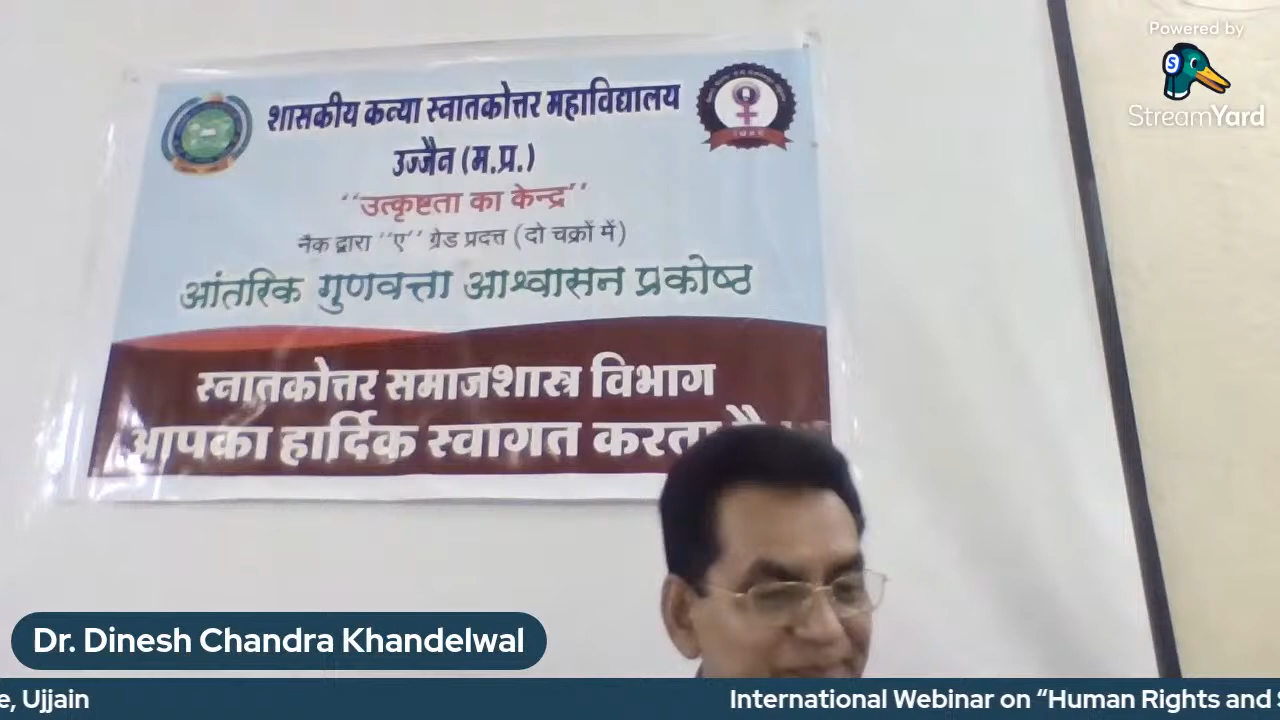 Powered by
StreamYard
शासकीय कन्या स्नातकोत्तर महाविद्यालय
उज्जैन (म.प्र.)
"उत्कृष्टता का केन्द्र"
नैक द्वारा "ए" ग्रेड प्रदत्त (दो चक्रों में)
आंतरिक गुणवत्ता आश्वासन प्रकोष्ठ
स्नातकोत्तर समाजशास्त्र विभाग
आपका हार्दिक स्वागत करता है
Dr. Dinesh Chandra Khandelwal
e, Ujjain
International Webinar on “Human Rights and S